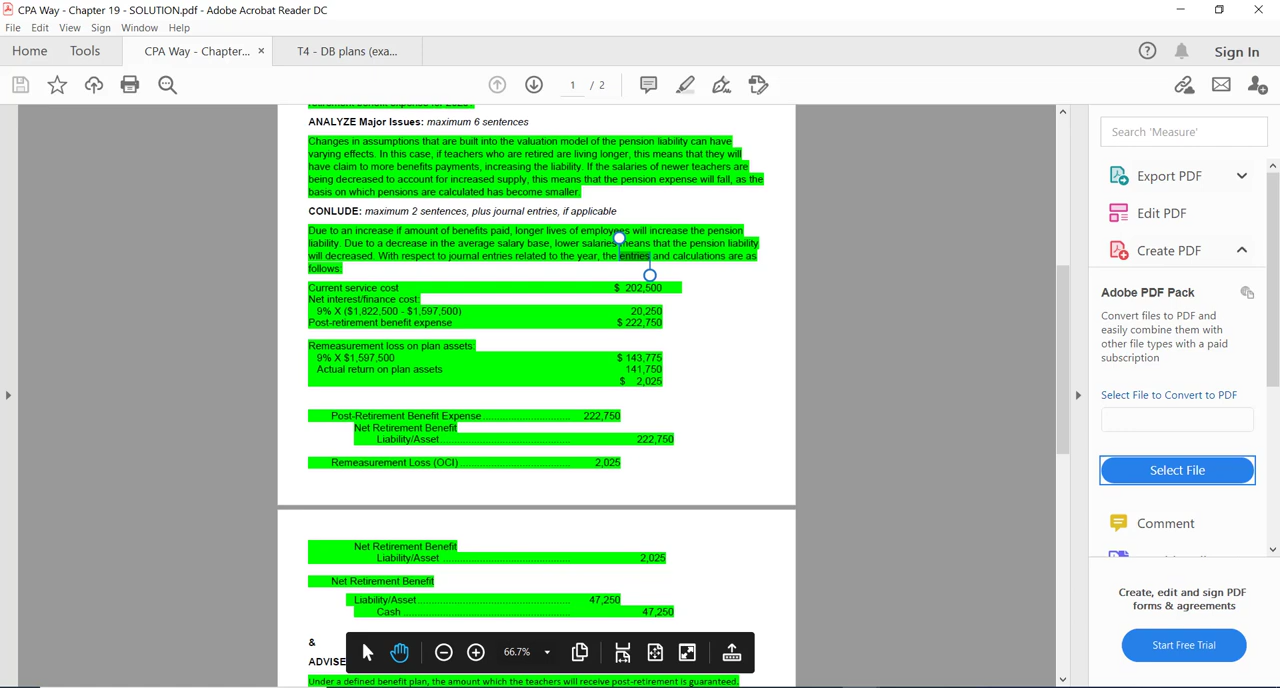 CPA Way - Chapter 19 - SOLUTION.pdf - Adobe Acrobat Reader DC
File Edit View Sign Window Help
Home Tools CPA Way - Chapter... × T4 - DB plans (exa... Sign In
1 / 2
ANALYZE Major Issues: maximum 6 sentences
Changes in assumptions that are built into the valuation model of the pension liability can have
varying effects. In this case, if teachers who are retired are living longer, this means that they will
have claim to more benefits payments, increasing the liability. If the salaries of newer teachers are
being decreased to account for increased supply, this means that the pension expense will fall, as the
basis on which pensions are calculated has become smaller.
CONLUDE: maximum 2 sentences, plus journal entries, if applicable
Due to an increase if amount of benefits paid, longer lives of employees will increase the pension
liability. Due to a decrease in the average salary base, lower salaries means that the pension liability
will decreased. With respect to journal entries related to the year, the entries and calculations are as
follows:
Current service cost $ 202,500
Net interest/finance cost:
9% X ($1,822,500 - $1,597,500) 20,250
Post-retirement benefit expense $ 222,750
Remeasurement loss on plan assets:
9% X $1,597,500 $ 143,775
Actual return on plan assets 141,750
$ 2,025
Post-Retirement Benefit Expense 222,750
Net Retirement Benefit
Liability/Asset 222,750
Remeasurement Loss (OCI) 2,025
Net Retirement Benefit
Liability/Asset 2,025
Net Retirement Benefit
Liability/Asset 47,250
Cash 47,250
&
ADVISE
Under a defined benefit plan, the amount which the teachers will receive post-retirement is guaranteed.
66.7%
Search 'Measure'
Export PDF
Edit PDF
Create PDF
Adobe PDF Pack
Convert files to PDF and
easily combine them with
other file types with a paid
subscription
Select File to Convert to PDF
Select File
Comment
Create, edit and sign PDF
forms & agreements
Start Free Trial